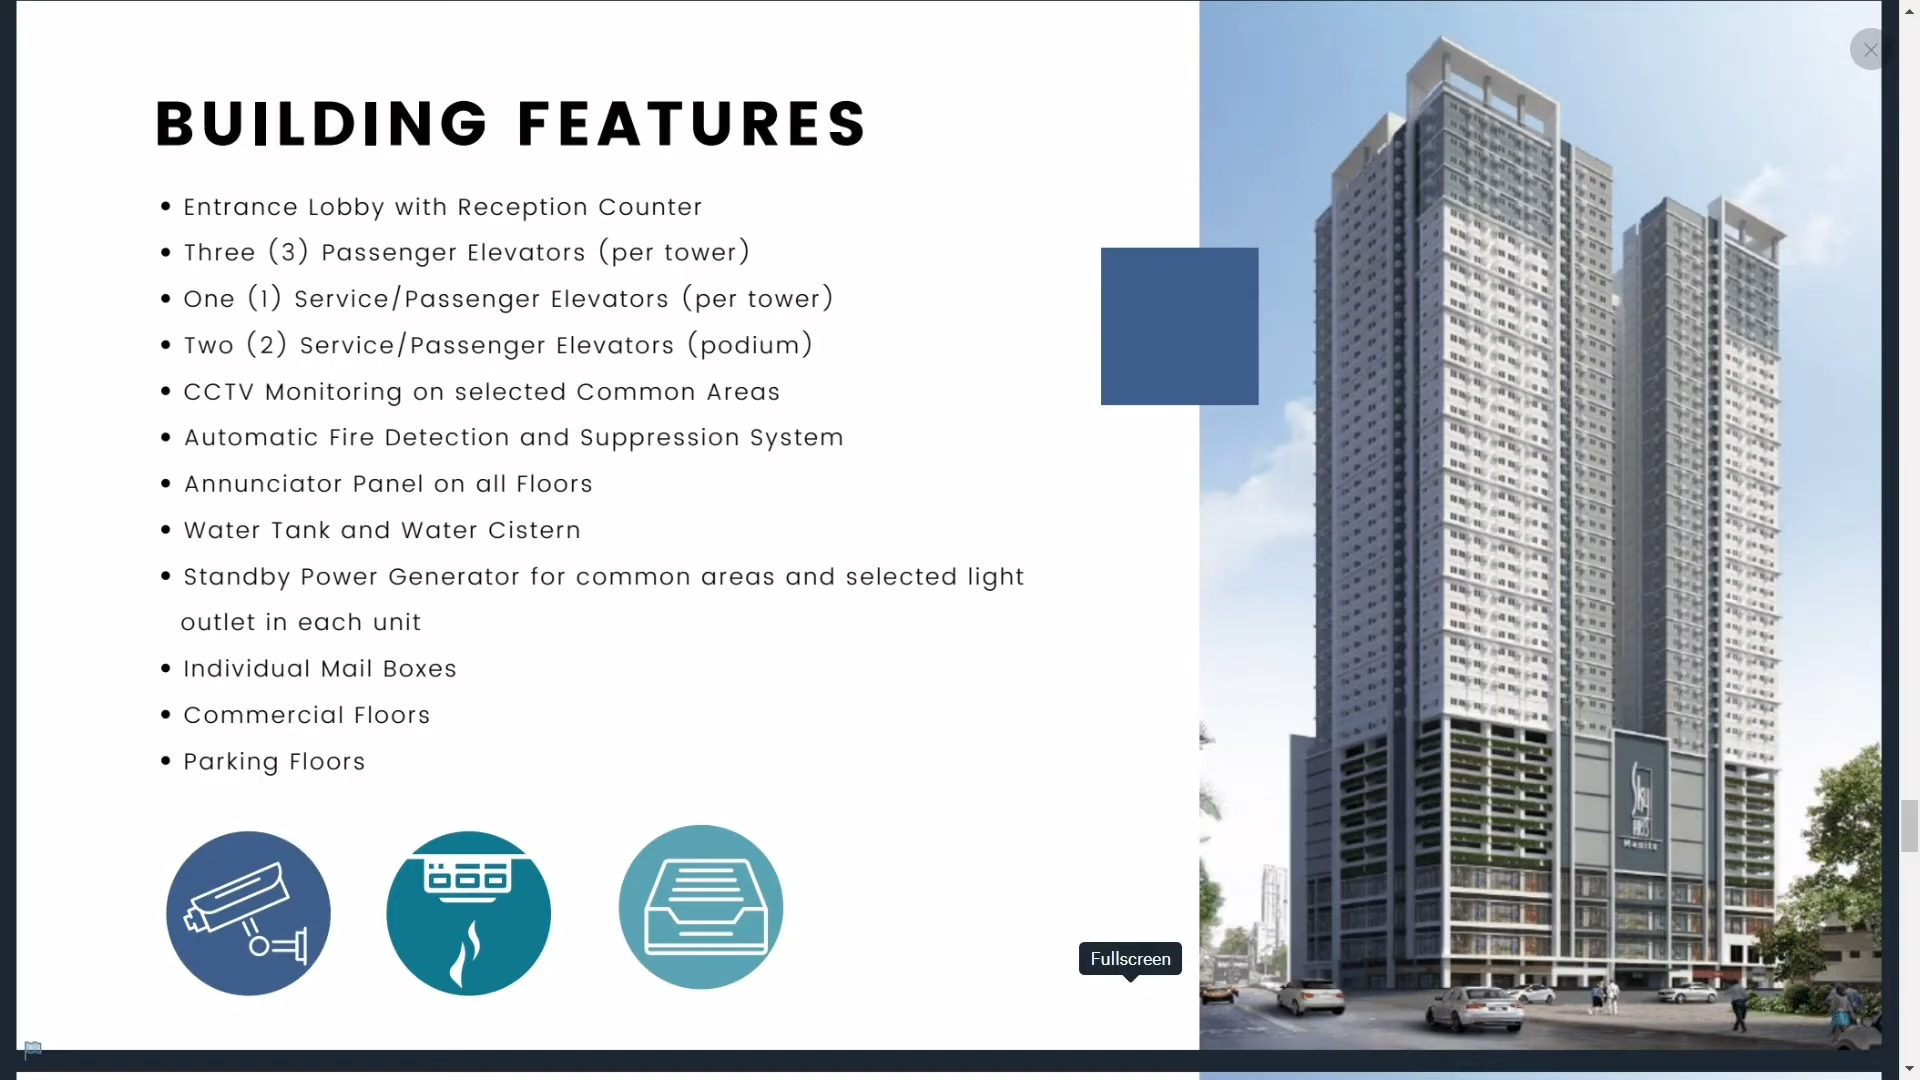 BUILDING FEATURES
• Entrance Lobby with Reception Counter
• Three (3) Passenger Elevators (per tower)
• One (1) Service/Passenger Elevators (per tower)
• Two (2) Service/Passenger Elevators (podium)
• CCTV Monitoring on selected Common Areas
• Automatic Fire Detection and Suppression System
• Annunciator Panel on all Floors
• Water Tank and Water Cistern
• Standby Power Generator for common areas and selected light
outlet in each unit
• Individual Mail Boxes
• Commercial Floors
• Parking Floors
Sky
ARTS
Manila
Fullscreen